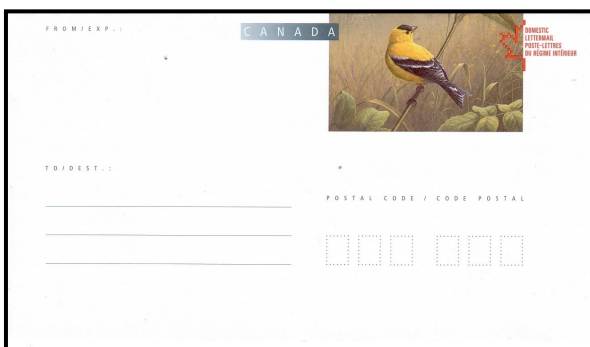 FROM/EXP.:
CANADA
DOMESTIC
LETTERMAIL
POSTE-LETTRES
DU RÉGIME INTÉRIEUR
TO/DEST.:
POSTAL CODE / CODE POSTAL